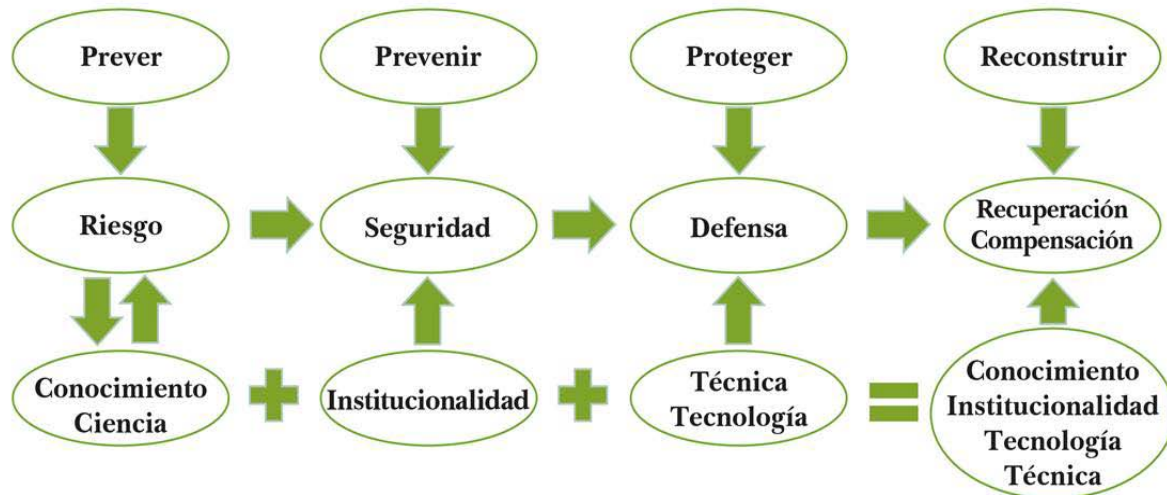 Prever
Prevenir
Proteger
Reconstruir
Riesgo
Seguridad
Defensa
Recuperación
Compensación
Conocimiento
Ciencia
Institucionalidad
Técnica
Tecnología
Conocimiento
Institucionalidad
Tecnología
Técnica